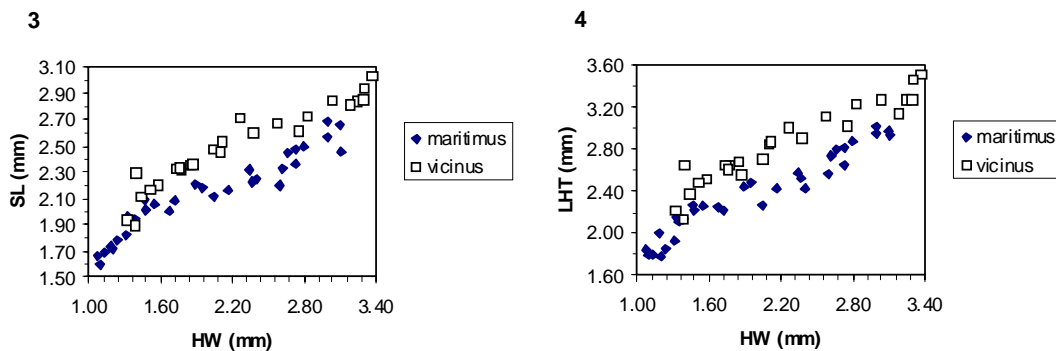 3
SL (mm)
3.10
2.90
2.70
2.50
2.30
2.10
1.90
1.70
1.50
1.00 1.60 2.20 2.80 3.40
HW (mm)
maritimus
vicinus
4
LHT (mm)
3.60
3.20
2.80
2.40
2.00
1.60
1.00 1.60 2.20 2.80 3.40
HW (mm)
maritimus
vicinus